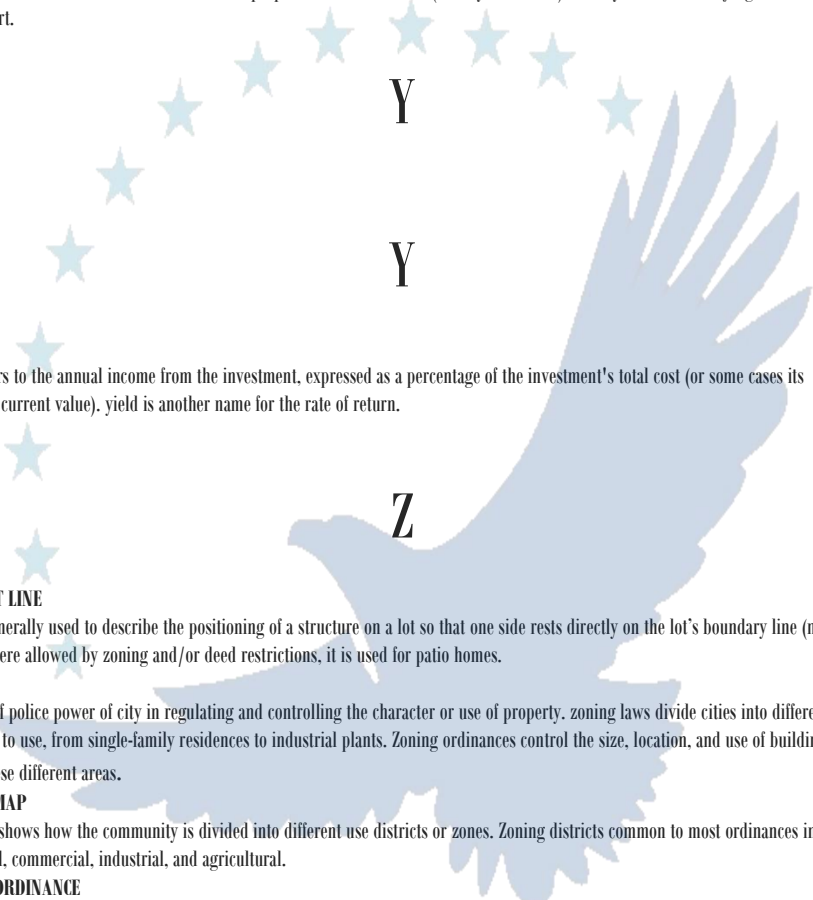 rt.
Y
Y
rs to the annual income from the investment, expressed as a percentage of the investment's total cost (or some cases its
current value). yield is another name for the rate of return.
Z
T LINE
nerally used to describe the positioning of a structure on a lot so that one side rests directly on the lot’s boundary line (n
ere allowed by zoning and/or deed restrictions, it is used for patio homes.
f police power of city in regulating and controlling the character or use of property. zoning laws divide cities into differe
to use, from single-family residences to industrial plants. Zoning ordinances control the size, location, and use of buildin
se different areas.
MAP
shows how the community is divided into different use districts or zones. Zoning districts common to most ordinances in
l, commercial, industrial, and agricultural.
ORDINANCE